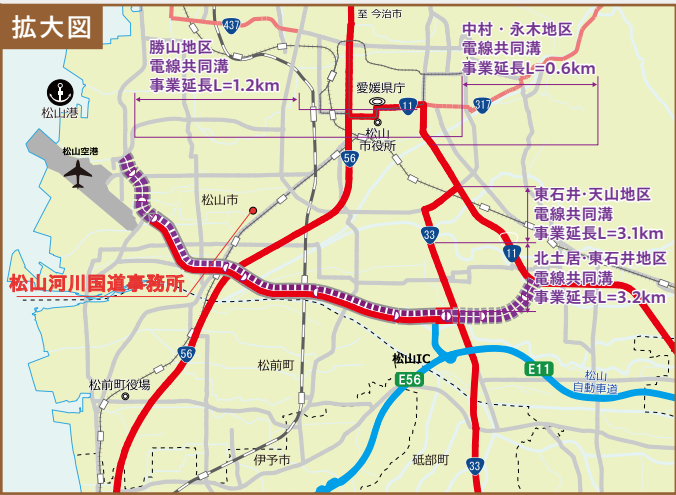 拡大図
437
至 今治市
中村・永木地区
電線共同溝
事業延長L=0.6km
勝山地区
電線共同溝
事業延長L=1.2km
愛媛県庁
11
317
松山港
松山
市役所
松山空港
56
松山市
東石井・天山地区
電線共同溝
事業延長L=3.1km
33
11
北土居・東石井地区
電線共同溝
事業延長L=3.2km
松山河川国道事務所
56
松前町
松山IC
E56
E11
松山
自動車道
松前町役場
伊予市
砥部町
33